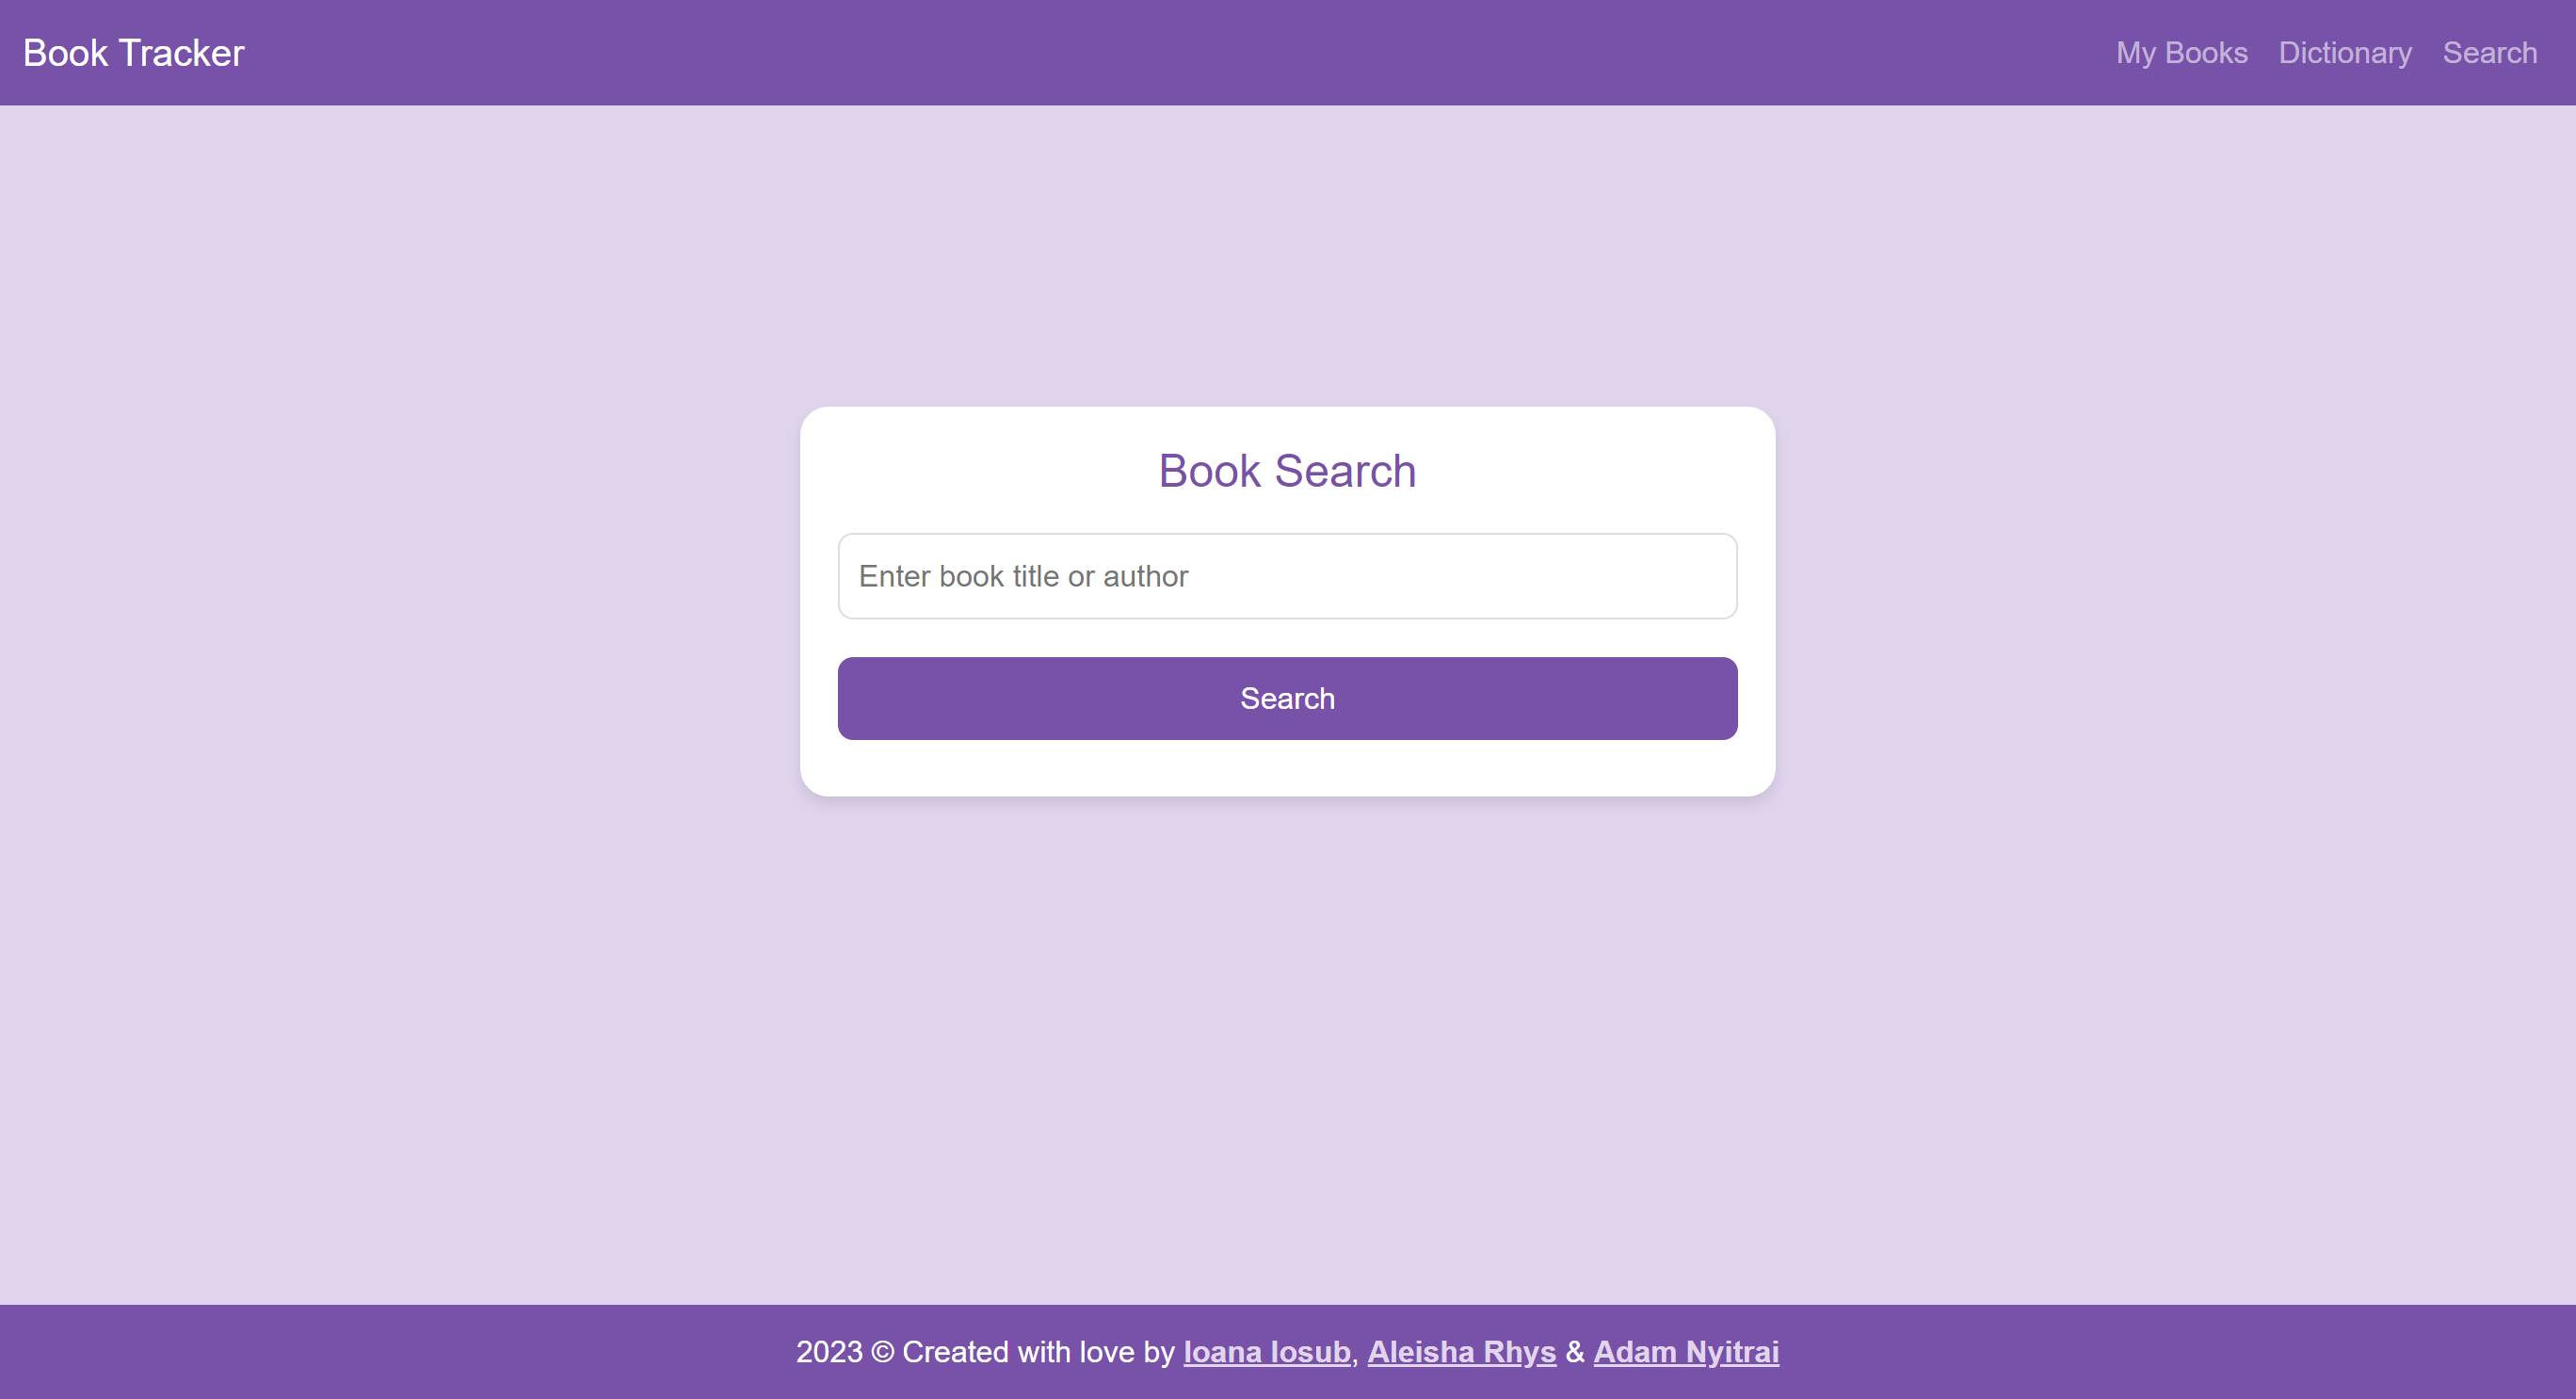 Book Tracker
My Books Dictionary Search
Book Search
Enter book title or author
Search
2023 © Created with love by Ioana Iosub, Aleisha Rhys & Adam Nyitrai